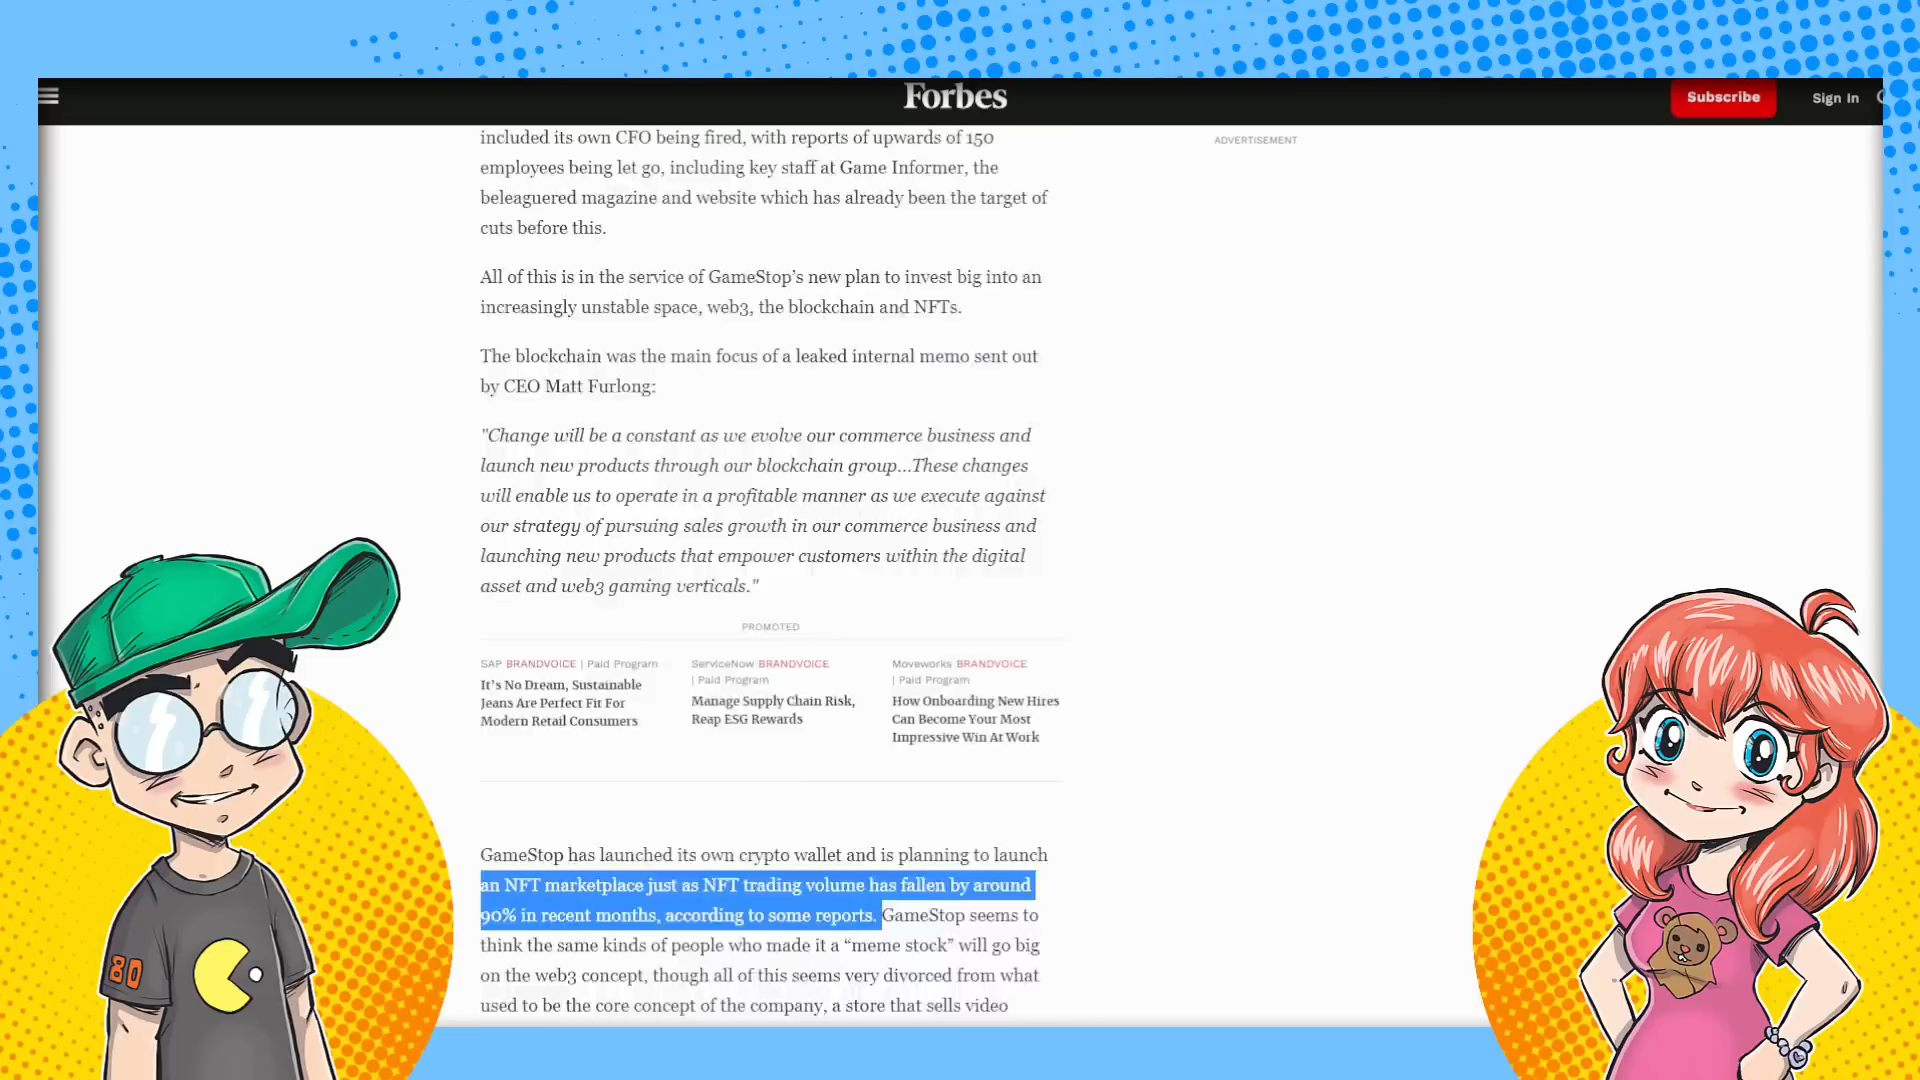 Forbes
Subscribe
Sign In
included its own CFO being fired, with reports of upwards of 150
employees being let go, including key staff at Game Informer, the
beleaguered magazine and website which has already been the target of
cuts before this.
ADVERTISEMENT
All of this is in the service of GameStop’s new plan to invest big into an
increasingly unstable space, web3, the blockchain and NFTs.
The blockchain was the main focus of a leaked internal memo sent out
by CEO Matt Furlong:
"Change will be a constant as we evolve our commerce business and
launch new products through our blockchain group...These changes
will enable us to operate in a profitable manner as we execute against
our strategy of pursuing sales growth in our commerce business and
launching new products that empower customers within the digital
asset and web3 gaming verticals."
PROMOTED
SAP BRANDVOICE | Paid Program
It’s No Dream, Sustainable
Jeans Are Perfect Fit For
Modern Retail Consumers
ServiceNow BRANDVOICE
| Paid Program
Manage Supply Chain Risk,
Reap ESG Rewards
Moveworks BRANDVOICE
| Paid Program
How Onboarding New Hires
Can Become Your Most
Impressive Win At Work
GameStop has launched its own crypto wallet and is planning to launch
an NFT marketplace just as NFT trading volume has fallen by around
90% in recent months, according to some reports. GameStop seems to
think the same kinds of people who made it a “meme stock” will go big
on the web3 concept, though all of this seems very divorced from what
used to be the core concept of the company, a store that sells video
80